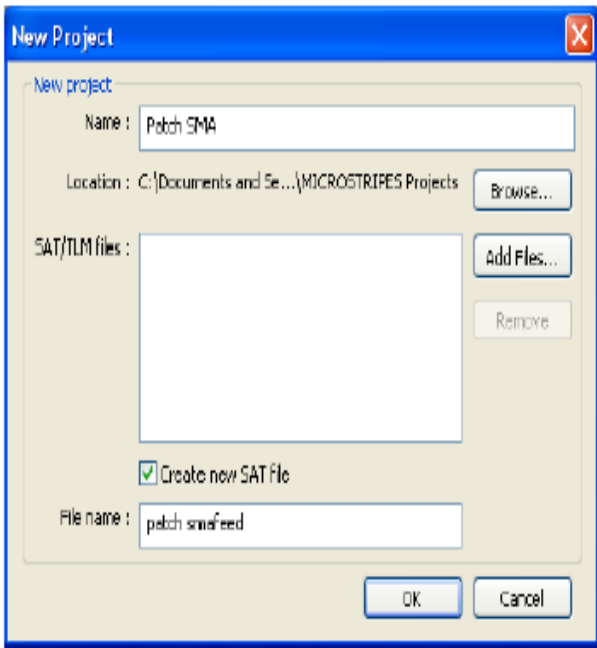 New Project
New project
Name : Patch SMA
Location : C:\Documents and Se...\MICROSTRIPES Projects Browse...
SAT/TLM files : Add Files...
Remove
Create new SAT file
File name : patch smafeed
OK Cancel